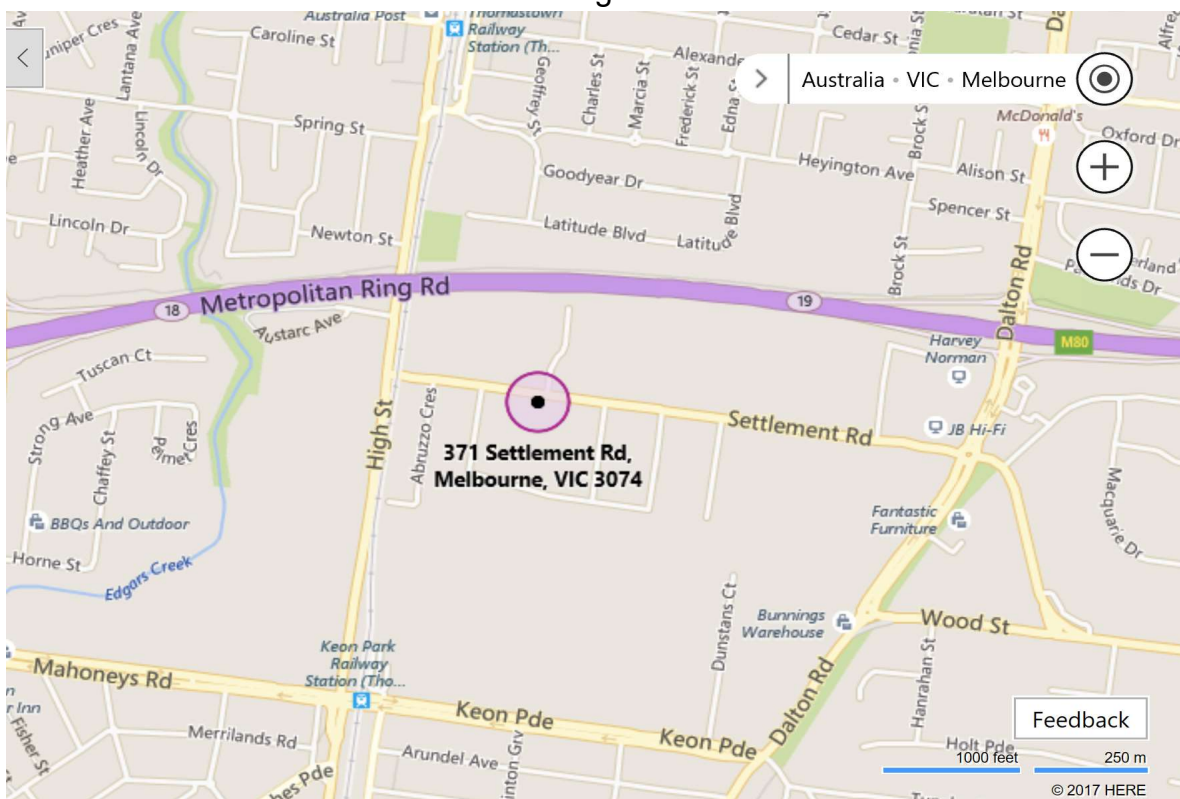 Australia Post
Thomastown
Railway
Station (Th...
Juniper Cres
Lantana Ave
Caroline St
Cedar St
Australia • VIC • Melbourne
McDonald's
Oxford Dr
Geoffrey St
Charles St
Marcia St
Frederick St
Heather Ave
Lincoln Dr
Spring St
Brock St
Heyington Ave
Alison St
Goodyear Dr
Spencer St
Lincoln Dr
Newton St
Latitude Blvd
Latitude Blvd
Brock St
Dalton Rd
18
Metropolitan Ring Rd
19
M80
Austarc Ave
Harvey
Norman
Tuscan Ct
Strong Ave
Chaffey St
High St
Abruzzo Cres
Settlement Rd
JB Hi-Fi
371 Settlement Rd,
Melbourne, VIC 3074
Macquarie Dr
BBQs And Outdoor
Fantastic
Furniture
Horne St
Edgars Creek
Dunstans Ct
Bunnings
Warehouse
Wood St
Keon Park
Railway
Station (Tho...
Mahoneys Rd
Hanrahan St
Dalton Rd
Keon Pde
Keon Pde
Feedback
Fisher St
Merrilands Rd
Arundel Ave
Holt Pde
1000 feet
250 m
© 2017 HERE